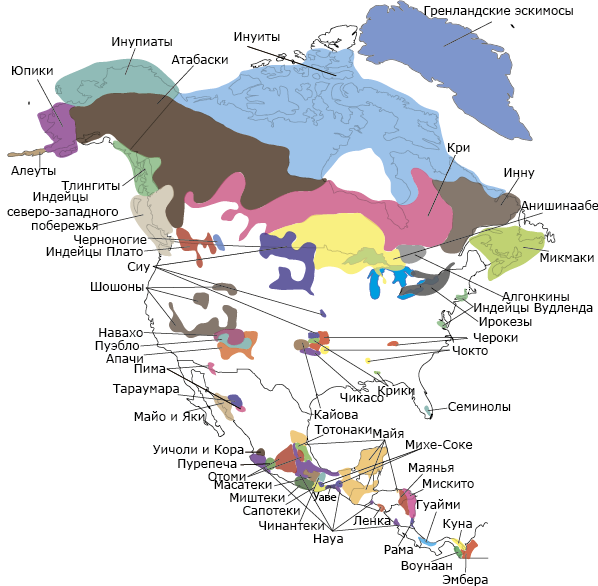 Гренландские эскимосы
Инуиты
Инупиаты
Атабаски
Юпики
Кри
Алеуты
Инну
Тлингиты
Индейцы
северо-западного
побережья
Анишинаабе
Черноногие
Индейцы Плато
Микмаки
Сиу
Шошоны
Алгонкины
Индейцы Вудленда
Ирокезы
Навахо
Пуэбло
Апачи
Чероки
Чокто
Пима
Тараумара
Крики
Чикасо
Майо и Яки
Кайова
Семинолы
Тотонаки
Майя
Михе-Соке
Уичоли и Кора
Пурепеча
Отоми
Масатеки
Маянья
Мискито
Миштеки
Уаве
Сапотеки
Гуайми
Чинантеки
Ленка
Куна
Науа
Рама
Воунаан
Эмбера